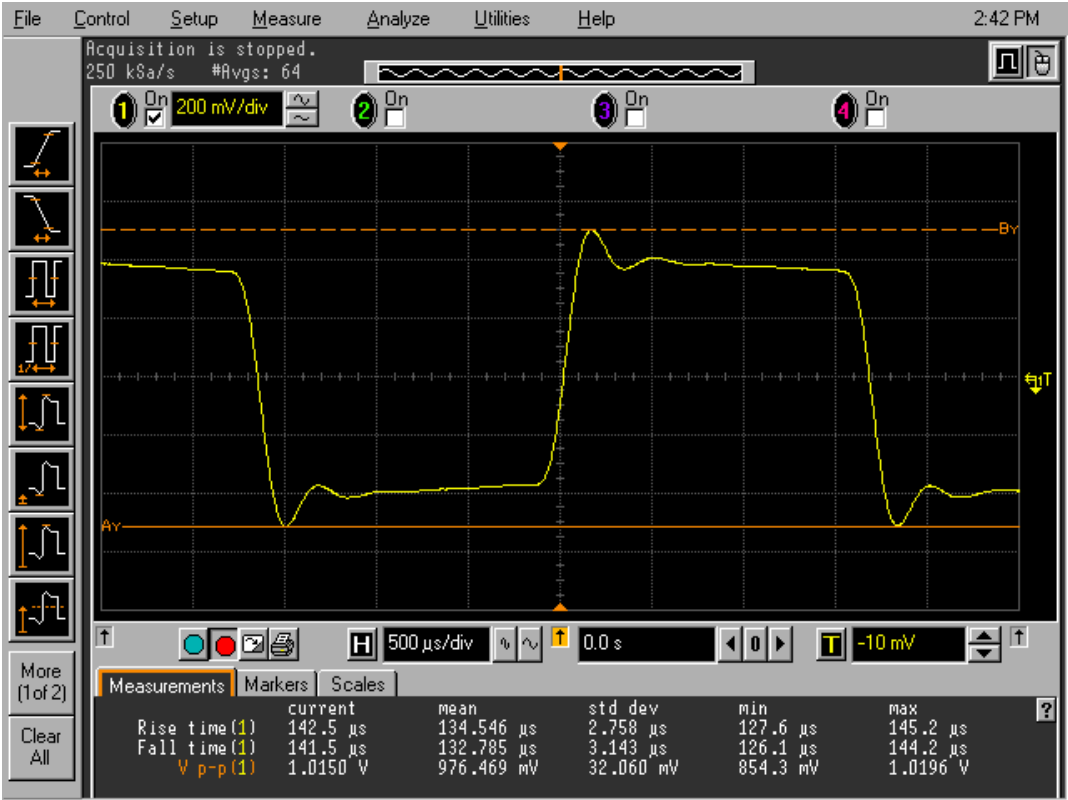 File Control Setup Measure Analyze Utilities Help 2:42 PM
Acquisition is stopped.
250 kSa/s #Avgs: 64
1 On 200 mV/div 2 On 3 On 4 On
By
Ay
T
H 500 µs/div 0.0 s 0 T -10 mV
More
(1 of 2)
Clear
All
Measurements Markers Scales
current mean std dev min max
Rise time(1) 142.5 µs 134.546 µs 2.758 µs 127.6 µs 145.2 µs
Fall time(1) 141.5 µs 132.785 µs 3.143 µs 126.1 µs 144.2 µs
V p-p(1) 1.0150 V 976.469 mV 32.060 mV 854.3 mV 1.0196 V
?